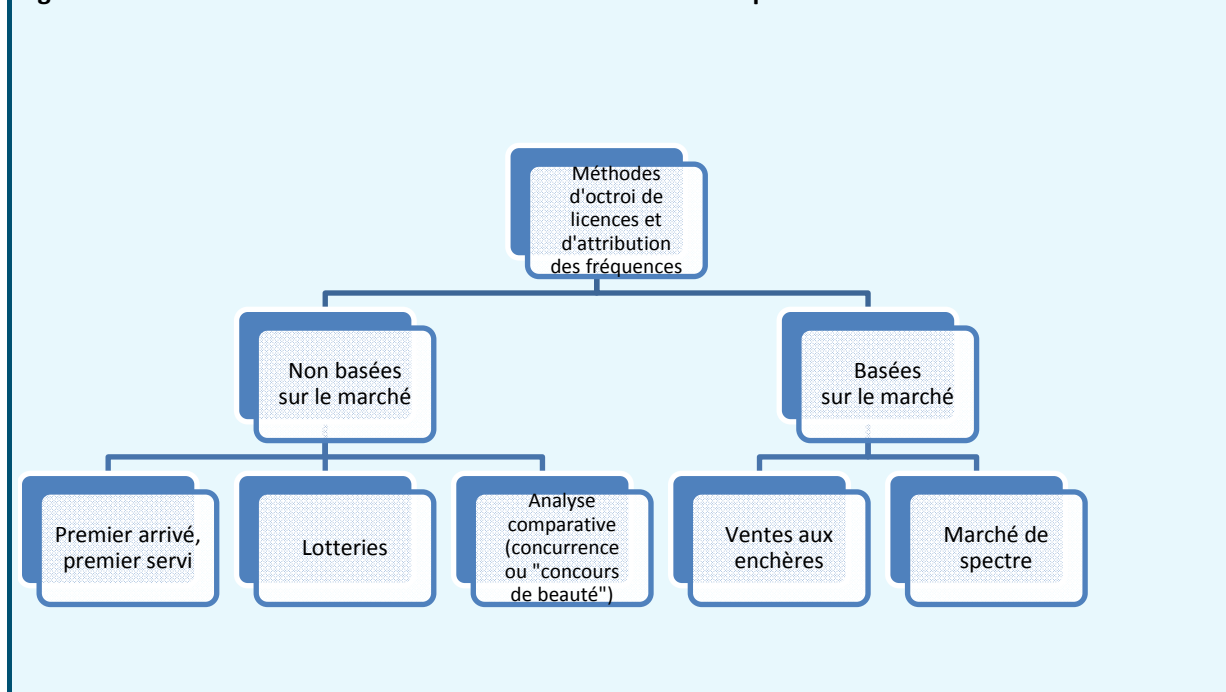 Méthodes
d'octroi de
licences et
d'attribution
des fréquences
Non basées
sur le marché
Basées
sur le marché
Premier arrivé,
premier servi
Lotteries
Analyse
comparative
(concurrence
ou "concours
de beauté")
Ventes aux
enchères
Marché de
spectre